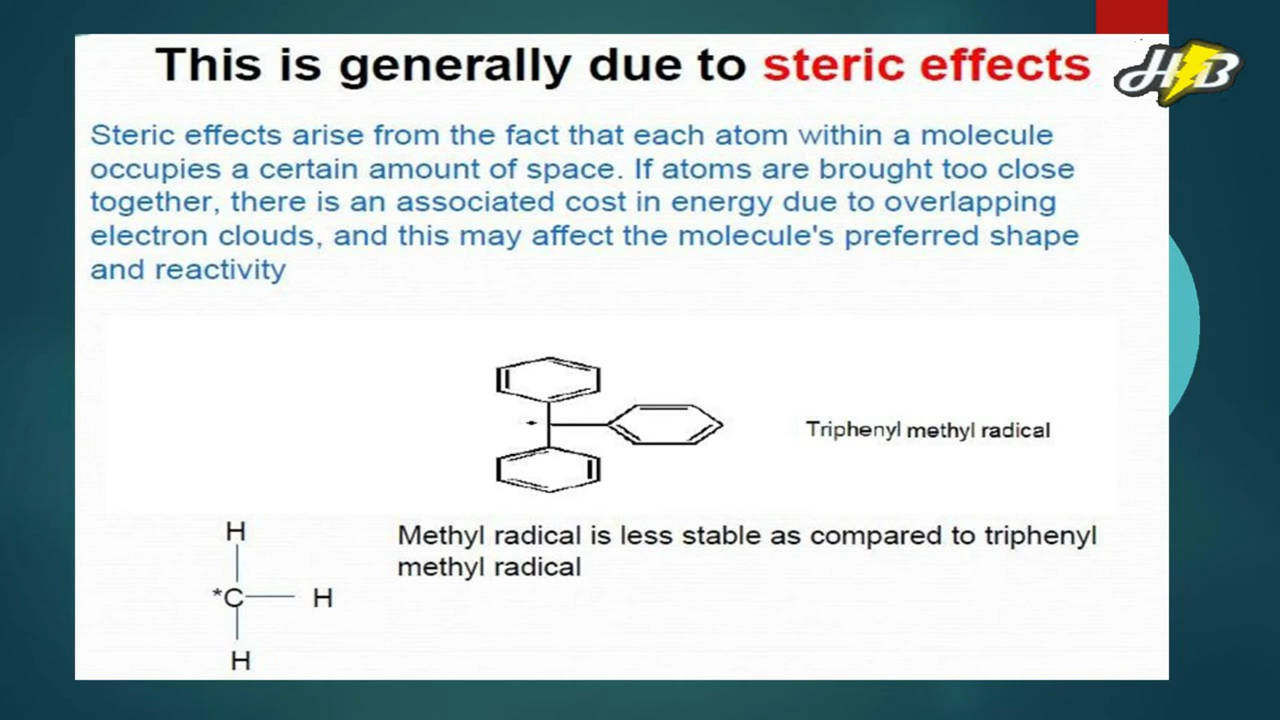 This is generally due to steric effects
HB
Steric effects arise from the fact that each atom within a molecule
occupies a certain amount of space. If atoms are brought too close
together, there is an associated cost in energy due to overlapping
electron clouds, and this may affect the molecule's preferred shape
and reactivity
Triphenyl methyl radical
H
*C H
H
Methyl radical is less stable as compared to triphenyl
methyl radical